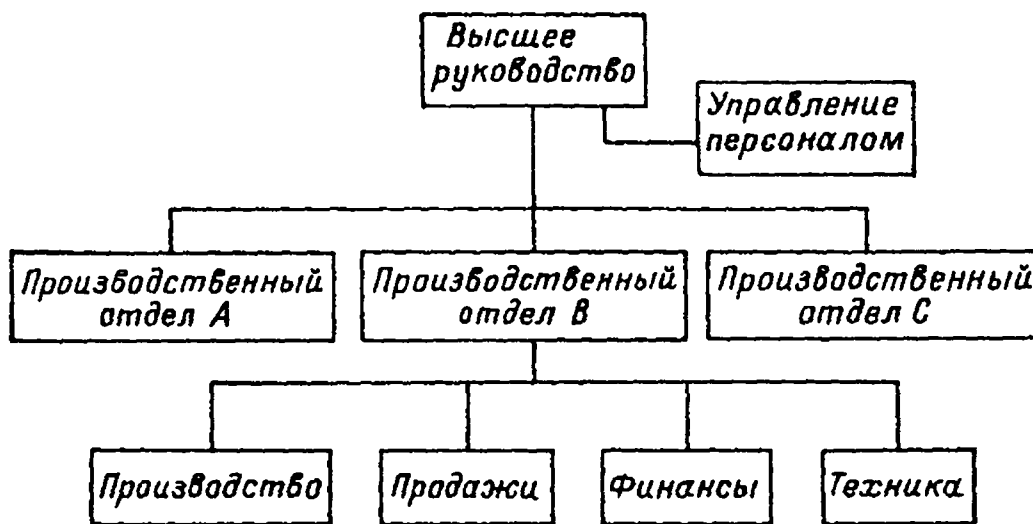 Высшее
руководство
Управление
персоналом
Производственный
отдел А
Производственный
отдел В
Производственный
отдел С
Производство
Продажи
Финансы
Техника